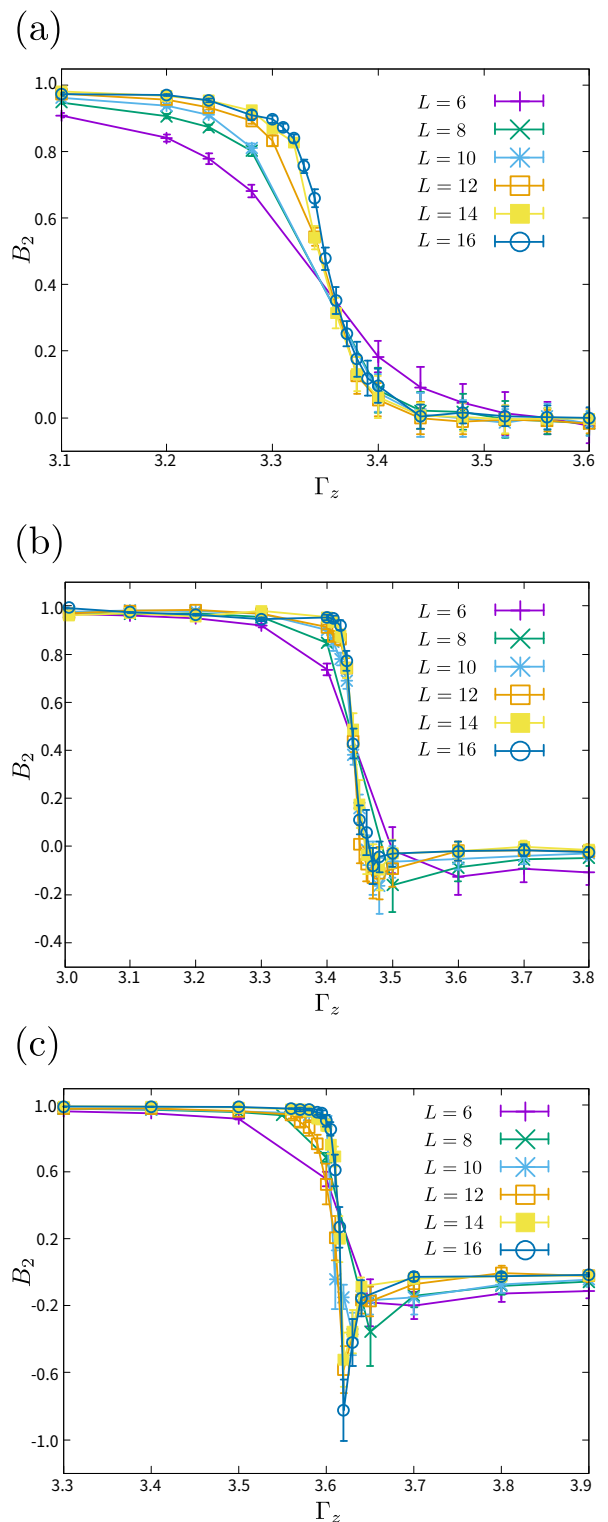 (a)
1.0
0.8
0.6
0.4
0.2
0.0
B₂
L = 6
L = 8
L = 10
L = 12
L = 14
L = 16
3.1 3.2 3.3 3.4 3.5 3.6
Γ_z
(b)
1.0
0.8
0.6
0.4
0.2
0.0
-0.2
-0.4
B₂
L = 6
L = 8
L = 10
L = 12
L = 14
L = 16
3.0 3.1 3.2 3.3 3.4 3.5 3.6 3.7 3.8
Γ_z
(c)
1.0
0.6
0.2
-0.2
-0.6
-1.0
B₂
L = 6
L = 8
L = 10
L = 12
L = 14
L = 16
3.3 3.4 3.5 3.6 3.7 3.8 3.9
Γ_z